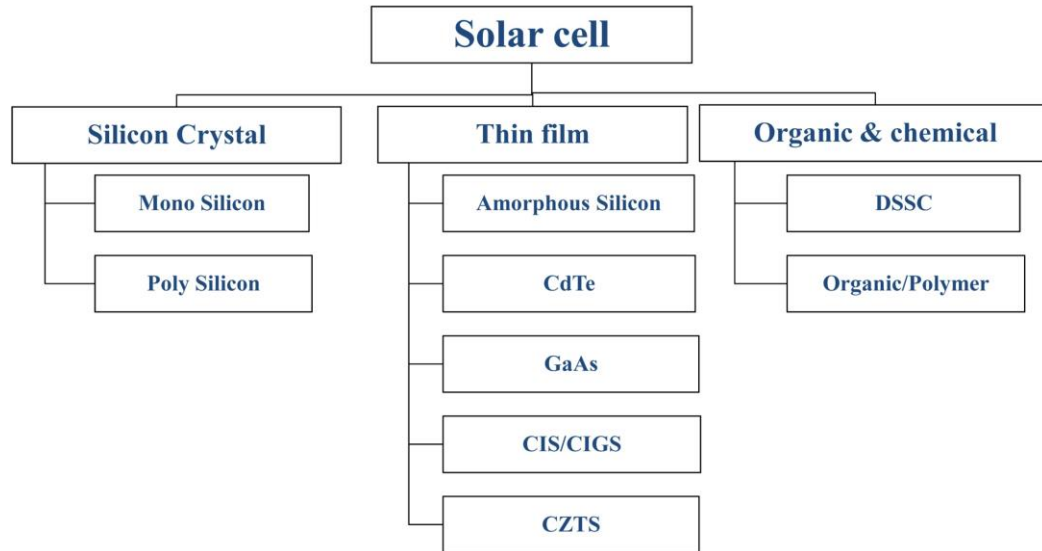 Solar cell
Silicon Crystal
Mono Silicon
Poly Silicon
Thin film
Amorphous Silicon
CdTe
GaAs
CIS/CIGS
CZTS
Organic & chemical
DSSC
Organic/Polymer